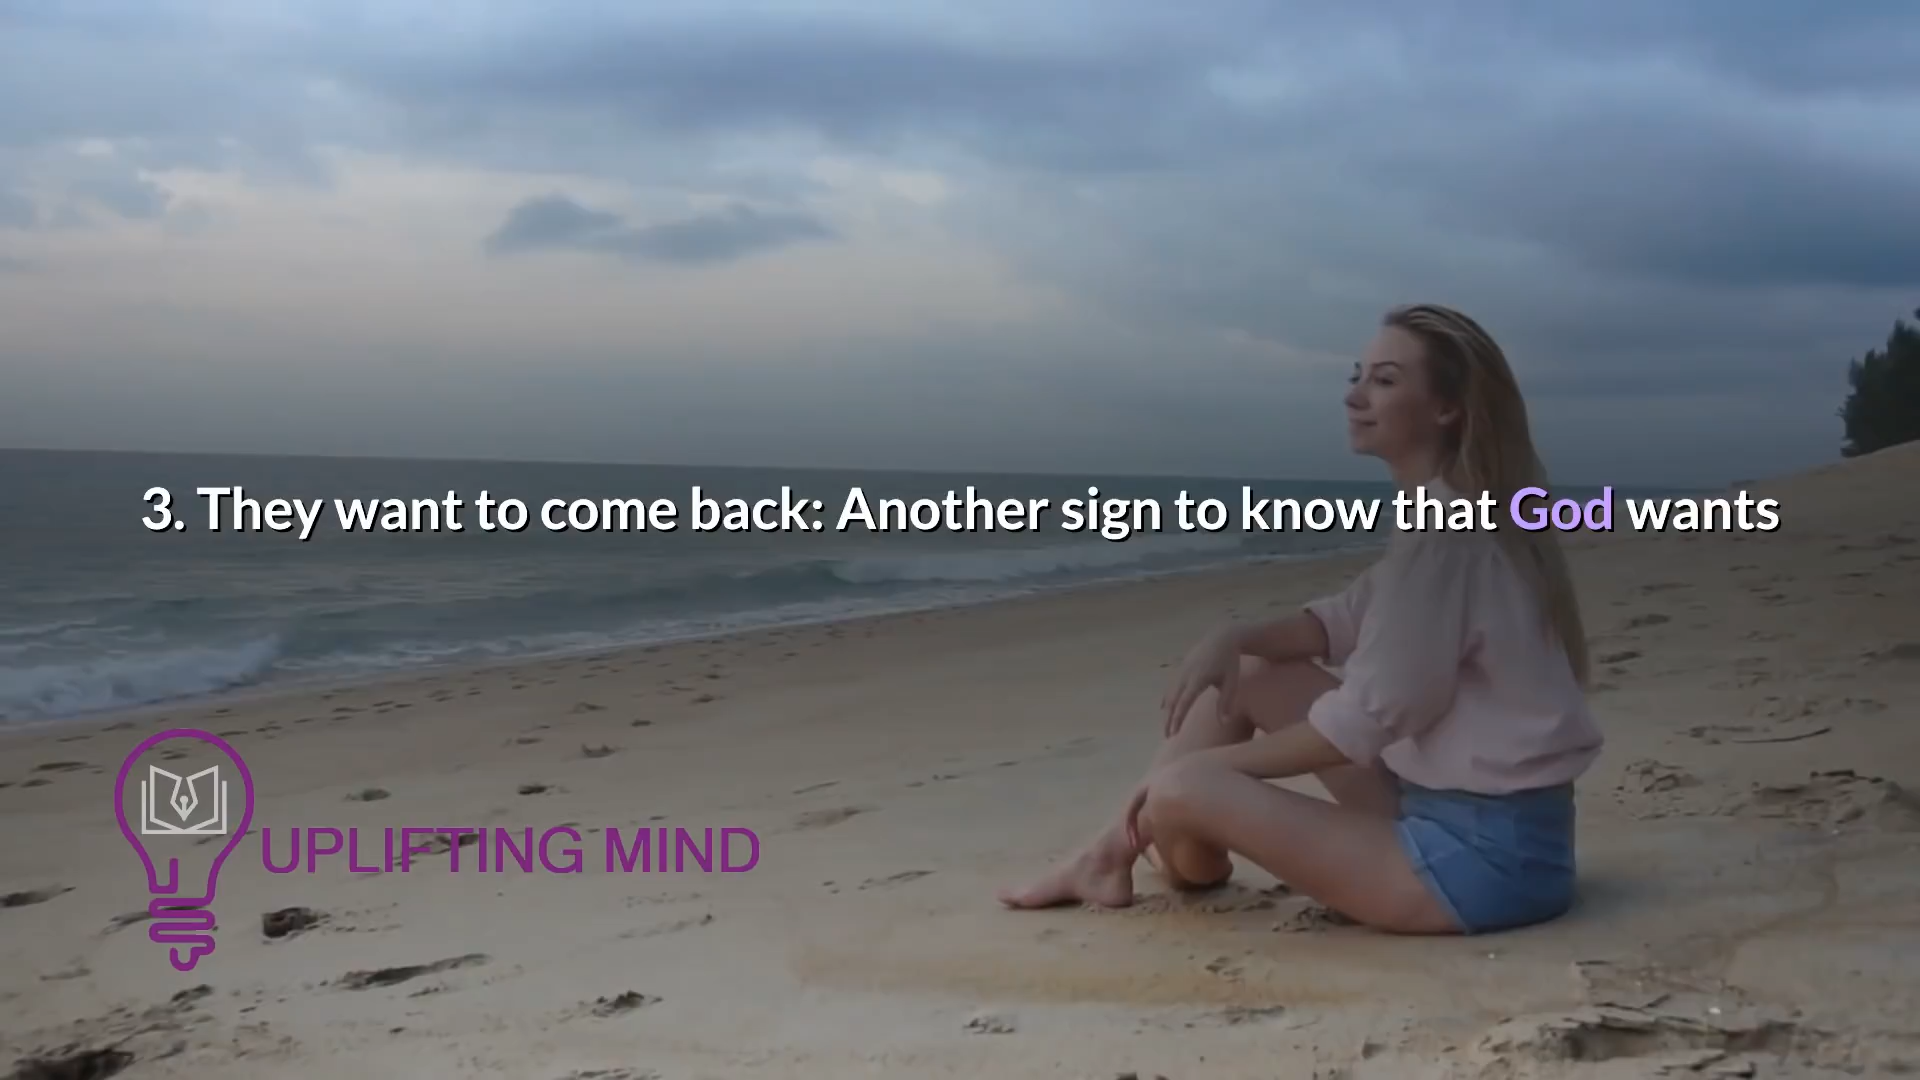 3. They want to come back: Another sign to know that God wants
UPLIFTING MIND